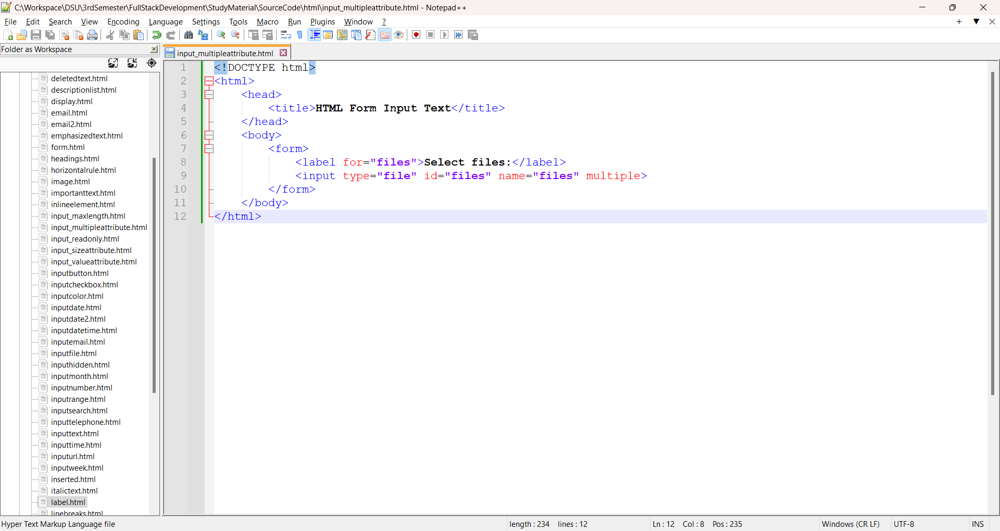 C:\Workspace\DSU\3rdSemester\FullStackDevelopment\StudyMaterial\SourceCode\html\input_multipleattribute.html - Notepad++
File Edit Search View Encoding Language Settings Tools Macro Run Plugins Window ?
Folder as Workspace
input_multipleattribute.html
deletedtext.html
descriptionlist.html
display.html
email.html
email2.html
emphasizedtext.html
form.html
headings.html
horizontalrule.html
image.html
importanttext.html
inlineelement.html
input_maxlength.html
input_multipleattribute.html
input_readonly.html
input_sizeattribute.html
input_valueattribute.html
inputbutton.html
inputcheckbox.html
inputcolor.html
inputdate.html
inputdate2.html
inputdatetime.html
inputemail.html
inputfile.html
inputhidden.html
inputmonth.html
inputnumber.html
inputrange.html
inputsearch.html
inputtelephone.html
inputtext.html
inputtime.html
inputurl.html
inputweek.html
inserted.html
italictext.html
label.html
linebreaks.html
1 <!DOCTYPE html>
2 <html>
3 <head>
4 <title>HTML Form Input Text</title>
5 </head>
6 <body>
7 <form>
8 <label for="files">Select files:</label>
9 <input type="file" id="files" name="files" multiple>
10 </form>
11 </body>
12 </html>
Hyper Text Markup Language file length : 234 lines : 12 Ln : 12 Col : 8 Pos : 235 Windows (CR LF) UTF-8 INS